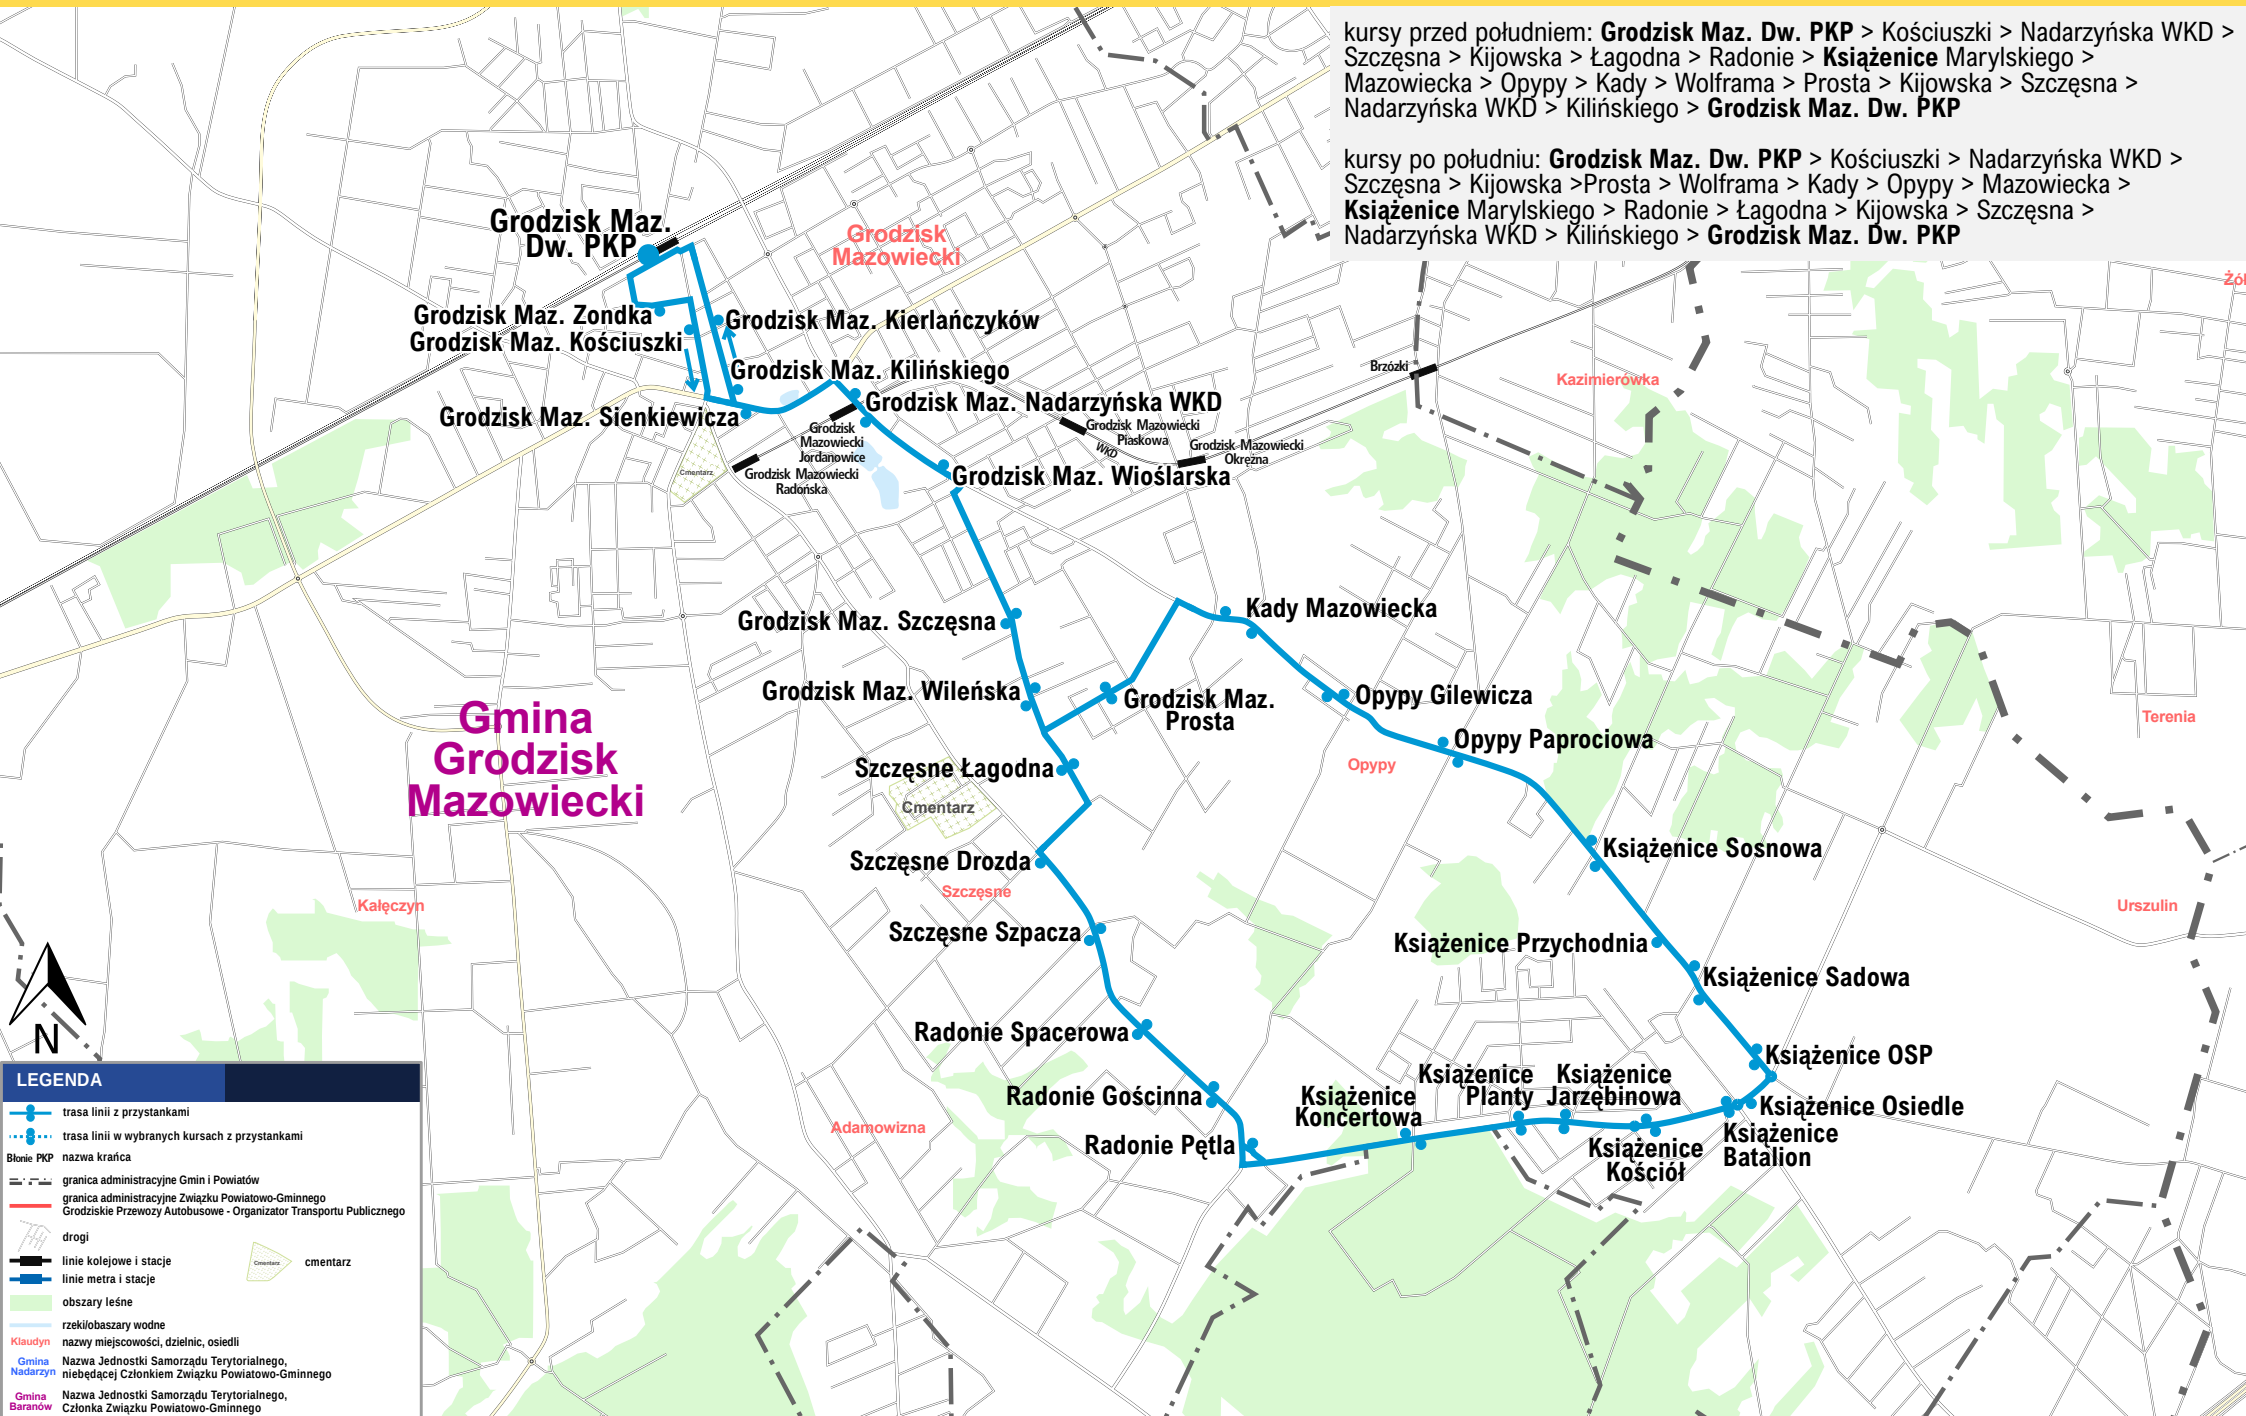 kursy przed południem: Grodzisk Maz. Dw. PKP > Kościuszki > Nadarzyńska WKD >
Szczęsna > Kijowska > Łagodna > Radonie > Książenice Marylskiego >
Mazowiecka > Opypy > Kady > Wolframa > Prosta > Kijowska > Szczęsna >
Nadarzyńska WKD > Kilińskiego > Grodzisk Maz. Dw. PKP
kursy po południu: Grodzisk Maz. Dw. PKP > Kościuszki > Nadarzyńska WKD >
Szczęsna > Kijowska >Prosta > Wolframa > Kady > Opypy > Mazowiecka >
Książenice Marylskiego > Radonie > Łagodna > Kijowska > Szczęsna >
Nadarzyńska WKD > Kilińskiego > Grodzisk Maz. Dw. PKP
Grodzisk Maz.
Dw. PKP
Grodzisk
Mazowiecki
Żół
Grodzisk Maz. Zondka
Grodzisk Maz. Kierlańczyków
Grodzisk Maz. Kościuszki
Grodzisk Maz. Kilińskiego
Brzózki
Kazimierówka
Grodzisk Maz. Nadarzyńska WKD
Grodzisk Maz. Sienkiewicza
Grodzisk
Mazowiecki
Jordanowice
Grodzisk Mazowiecki
Piaskowa
WKD
Grodzisk Mazowiecki
Okrężna
Cmentarz
Grodzisk Mazowiecki
Radońska
Grodzisk Maz. Wioślarska
Kady Mazowiecka
Grodzisk Maz. Szczęsna
Grodzisk Maz. Wileńska
Grodzisk Maz.
Prosta
Opypy Gilewicza
Terenia
Gmina
Grodzisk
Mazowiecki
Opypy Paprociowa
Opypy
Szczęsne Łagodna
Cmentarz
Książenice Sosnowa
Szczęsne Drozda
Szczęsne
Kałęczyn
Urszulin
Szczęsne Szpacza
Książenice Przychodnia
Książenice Sadowa
Radonie Spacerowa
N
Książenice OSP
Książenice
Planty
Książenice
Jarzębinowa
Radonie Gościnna
Książenice
Koncertowa
Książenice Osiedle
Adamowizna
Radonie Pętla
Książenice
Kościół
Książenice
Batalion
LEGENDA
trasa linii z przystankami
trasa linii w wybranych kursach z przystankami
Błonie PKP nazwa krańca
granica administracyjne Gmin i Powiatów
granica administracyjne Związku Powiatowo-Gminnego
Grodziskie Przewozy Autobusowe - Organizator Transportu Publicznego
drogi
linie kolejowe i stacje
Cmentarz cmentarz
linie metra i stacje
obszary leśne
rzeki/obaszary wodne
Klaudyn nazwy miejscowości, dzielnic, osiedli
Gmina
Nadarzyn
Nazwa Jednostki Samorządu Terytorialnego,
niebędącej Członkiem Związku Powiatowo-Gminnego
Gmina
Baranów
Nazwa Jednostki Samorządu Terytorialnego,
Członka Związku Powiatowo-Gminnego